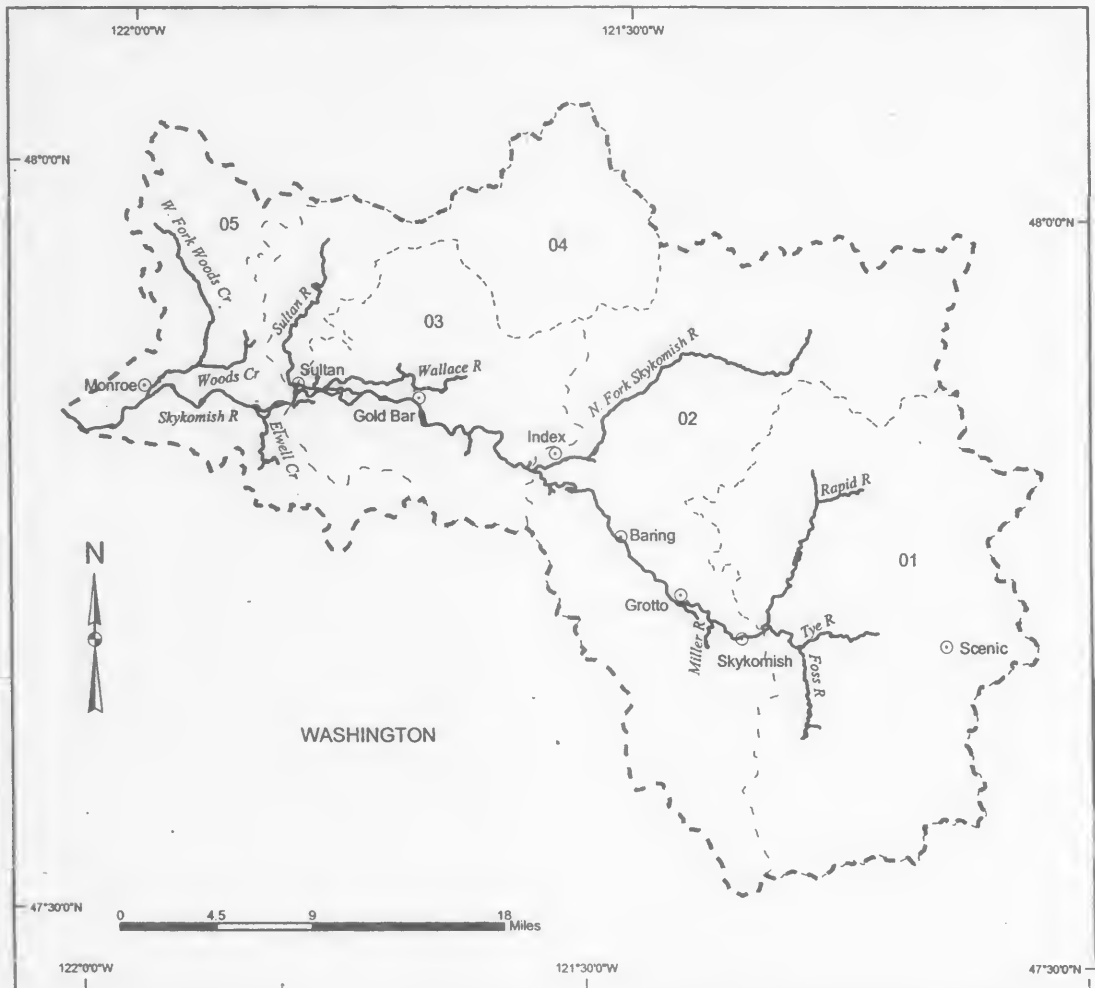 122°0'0"W
121°30'0"W
48°0'0"N
48°0'0"N
05
W. Fork Woods Cr
04
Sultan R
03
Sultan
Wallace R
N. Fork Skykomish R
Monroe
Woods Cr
Skykomish R
Gold Bar
Elwell Cr
02
Index
Rapid R
Baring
01
N
Grotto
Miller R
Skykomish
Tye R
Foss R
Scenic
WASHINGTON
47°30'0"N
0 4.5 9 18
Miles
122°0'0"W
121°30'0"W
47°30'0"N